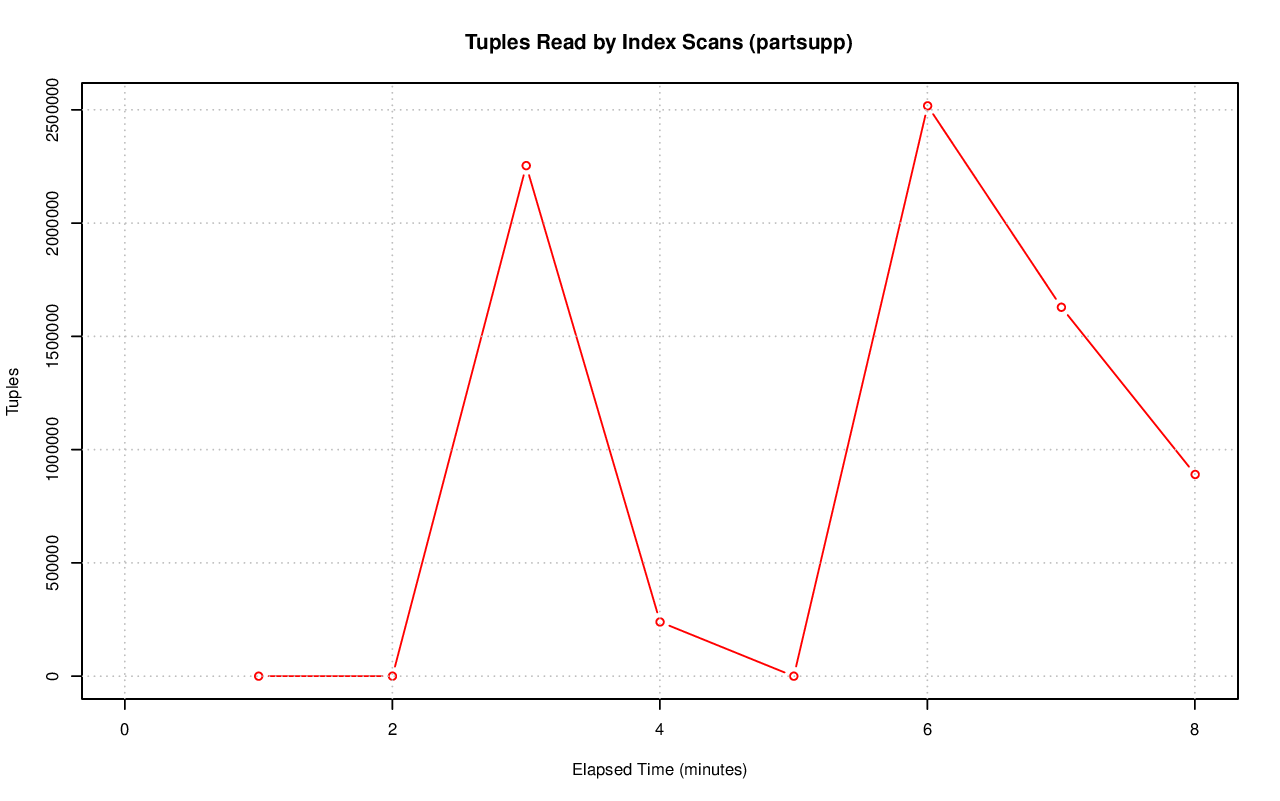 Tuples Read by Index Scans (partsupp)
Tuples
2500000
2000000
1500000
1000000
500000
0
0 2 4 6 8
Elapsed Time (minutes)